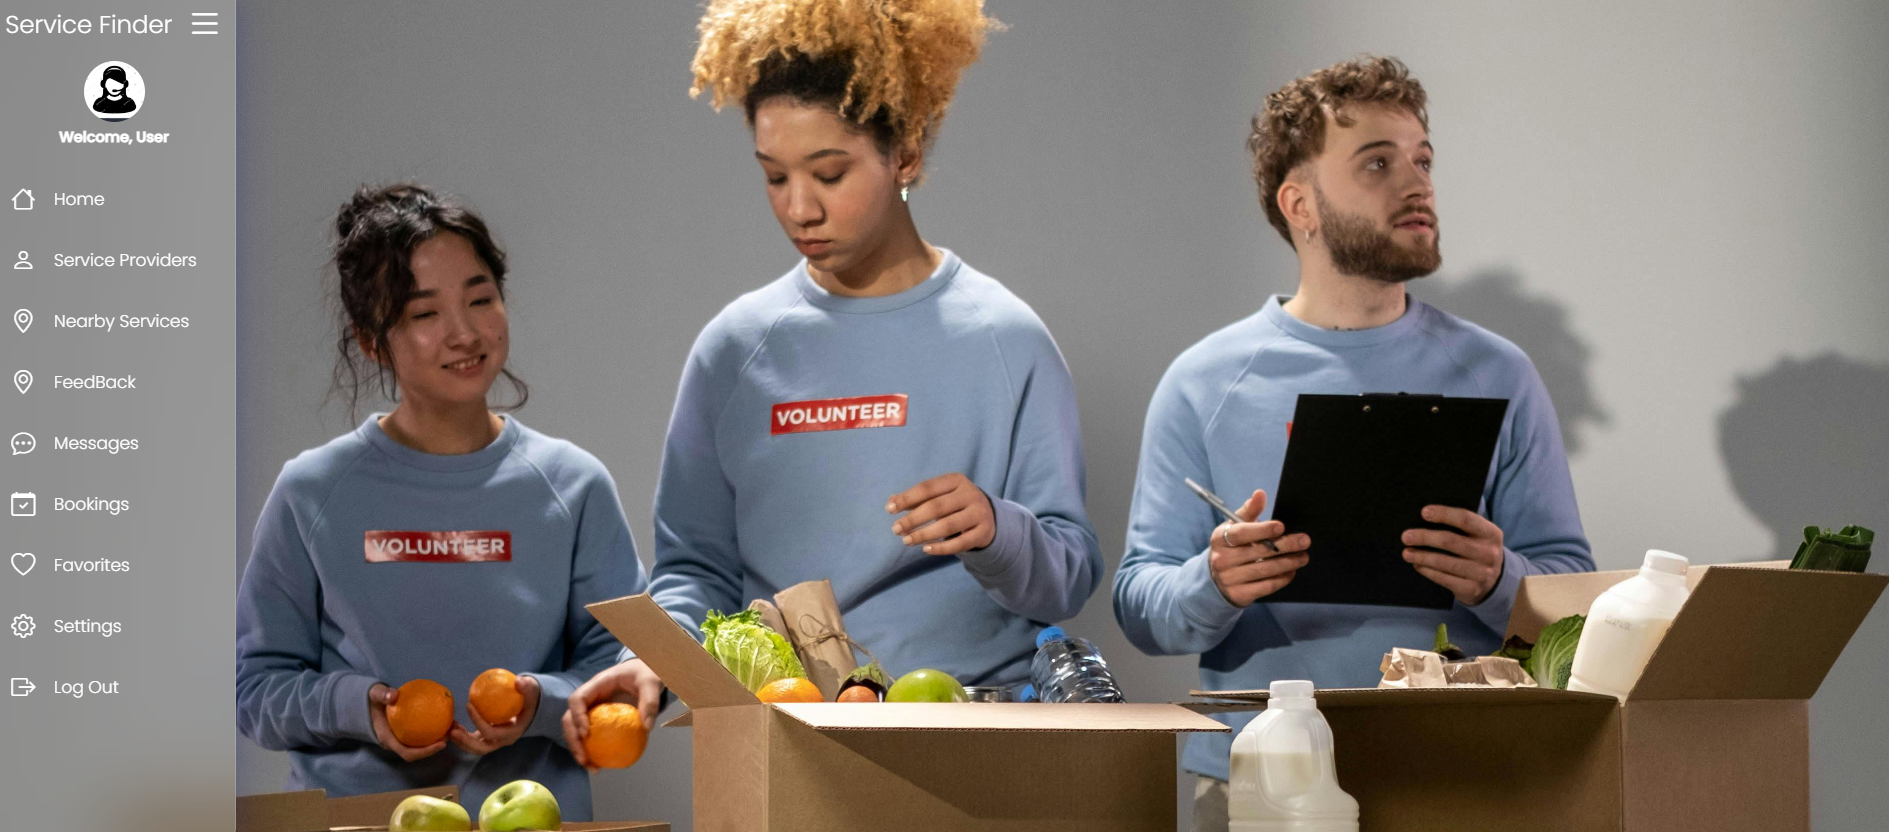 Service Finder
Welcome, User
Home
Service Providers
Nearby Services
FeedBack
Messages
Bookings
Favorites
Settings
Log Out
VOLUNTEER
VOLUNTEER